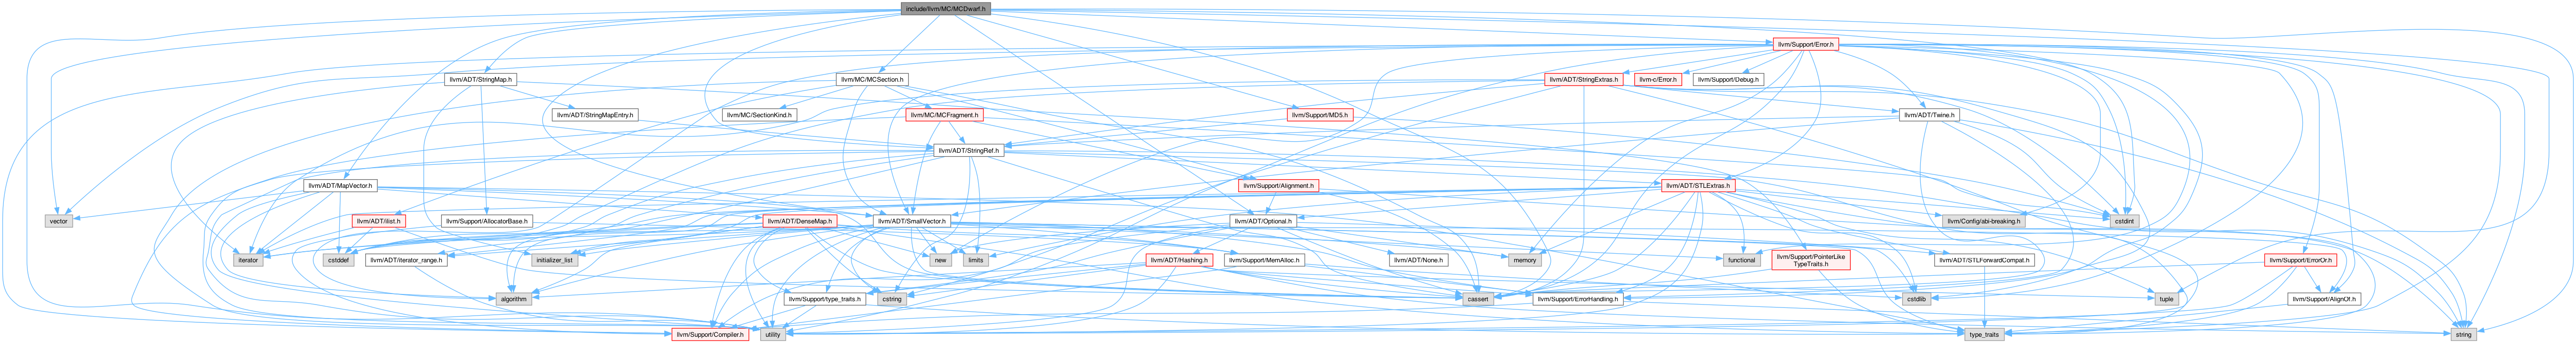 include/llvm/MC/MCDwarf.h
llvm/Support/Error.h
llvm/ADT/StringMap.h
llvm/MC/MCSection.h
llvm/ADT/StringExtras.h
llvm-c/Error.h
llvm/Support/Debug.h
llvm/ADT/StringMapEntry.h
llvm/MC/SectionKind.h
llvm/MC/MCFragment.h
llvm/Support/MD5.h
llvm/ADT/Twine.h
llvm/ADT/StringRef.h
llvm/ADT/MapVector.h
llvm/Support/Alignment.h
llvm/ADT/STLExtras.h
vector
llvm/ADT/ilist.h
llvm/Support/AllocatorBase.h
llvm/ADT/DenseMap.h
llvm/ADT/SmallVector.h
llvm/ADT/Optional.h
llvm/Config/abi-breaking.h
cstdint
iterator
cstddef
llvm/ADT/iterator_range.h
initializer_list
new
limits
llvm/Support/MemAlloc.h
llvm/ADT/Hashing.h
llvm/ADT/None.h
memory
functional
llvm/Support/PointerLike
TypeTraits.h
llvm/ADT/STLForwardCompat.h
llvm/Support/ErrorOr.h
algorithm
llvm/Support/type_traits.h
cstring
cassert
llvm/Support/ErrorHandling.h
cstdlib
tuple
llvm/Support/AlignOf.h
llvm/Support/Compiler.h
utility
type_traits
string